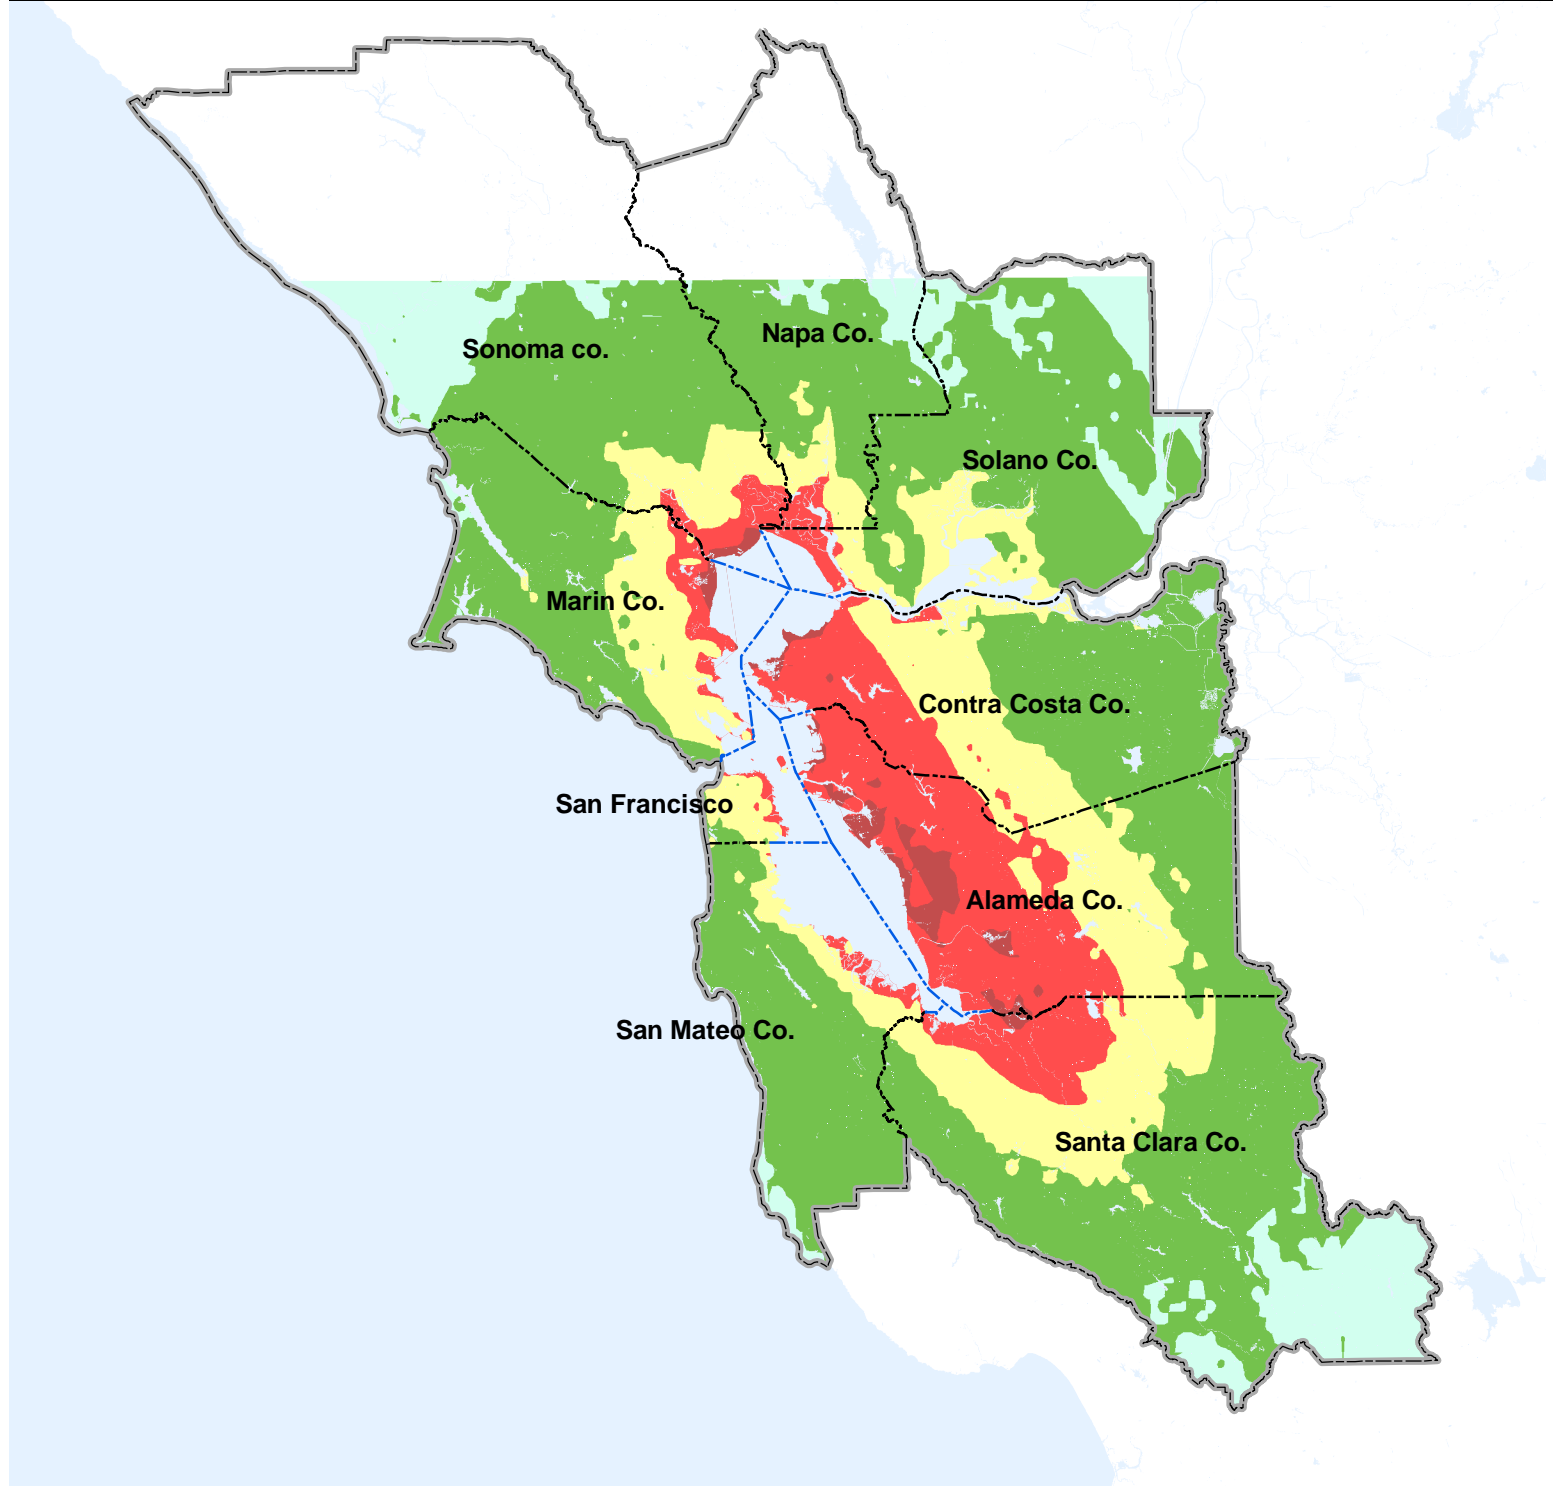 Napa Co.
Sonoma co.
Solano Co.
Marin Co.
Contra Costa Co.
San Francisco
Alameda Co.
San Mateo Co.
Santa Clara Co.